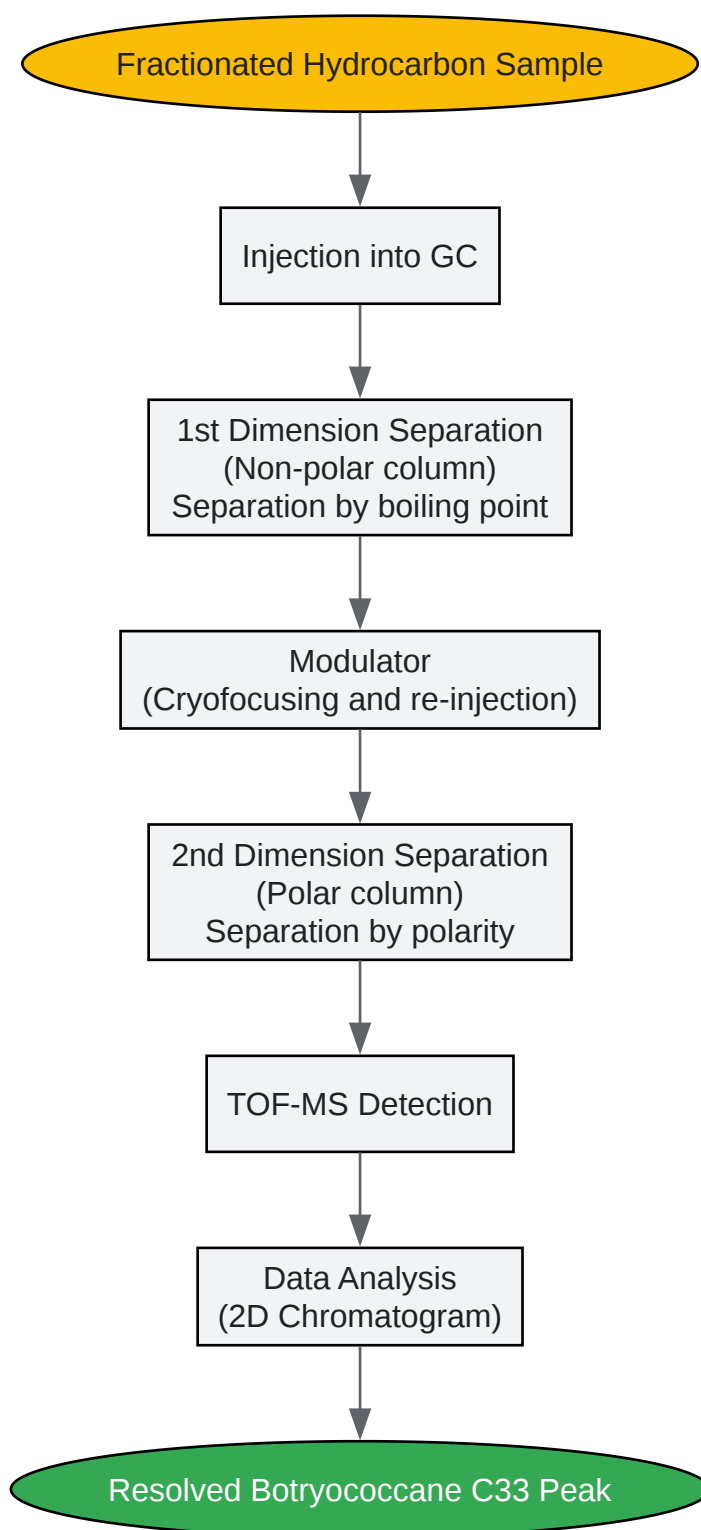 Fractionated Hydrocarbon Sample
Injection into GC
1st Dimension Separation
(Non-polar column)
Separation by boiling point
Modulator
(Cryofocusing and re-injection)
2nd Dimension Separation
(Polar column)
Separation by polarity
TOF-MS Detection
Data Analysis
(2D Chromatogram)
Resolved Botryococcane C33 Peak